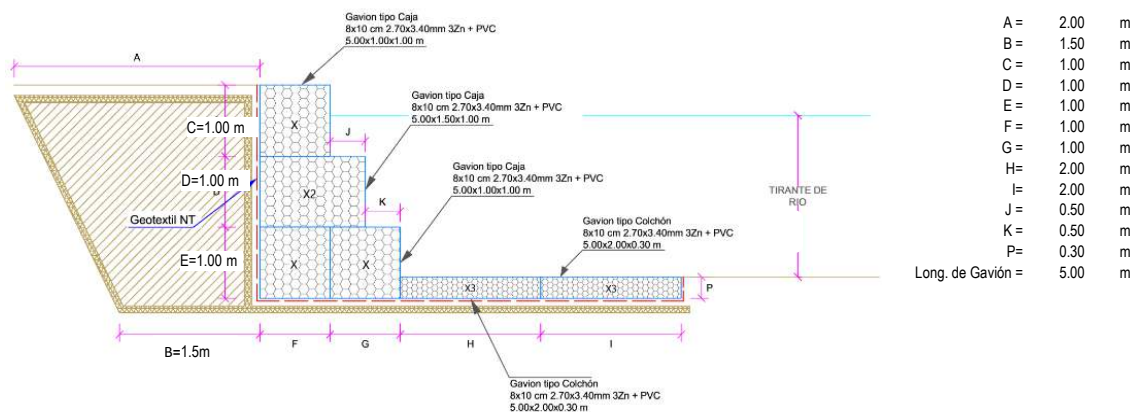 Gavion tipo Caja
8x10 cm 2.70x3.40mm 3Zn + PVC
5.00x1.00x1.00 m
A
Gavion tipo Caja
8x10 cm 2.70x3.40mm 3Zn + PVC
5.00x1.50x1.00 m
C=1.00 m
X
J
Gavion tipo Caja
8x10 cm 2.70x3.40mm 3Zn + PVC
5.00x1.00x1.00 m
D=1.00 m
X2
K
TIRANTE DE
RIO
Geotextil NT
Gavion tipo Colchón
8x10 cm 2.70x3.40mm 3Zn + PVC
5.00x2.00x0.30 m
E=1.00 m
X
X
X3
X3
P
B=1.5m
F
G
H
I
Gavion tipo Colchón
8x10 cm 2.70x3.40mm 3Zn + PVC
5.00x2.00x0.30 m
A = 2.00 m
B = 1.50 m
C = 1.00 m
D = 1.00 m
E = 1.00 m
F = 1.00 m
G = 1.00 m
H= 2.00 m
I= 2.00 m
J = 0.50 m
K = 0.50 m
P= 0.30 m
Long. de Gavión = 5.00 m